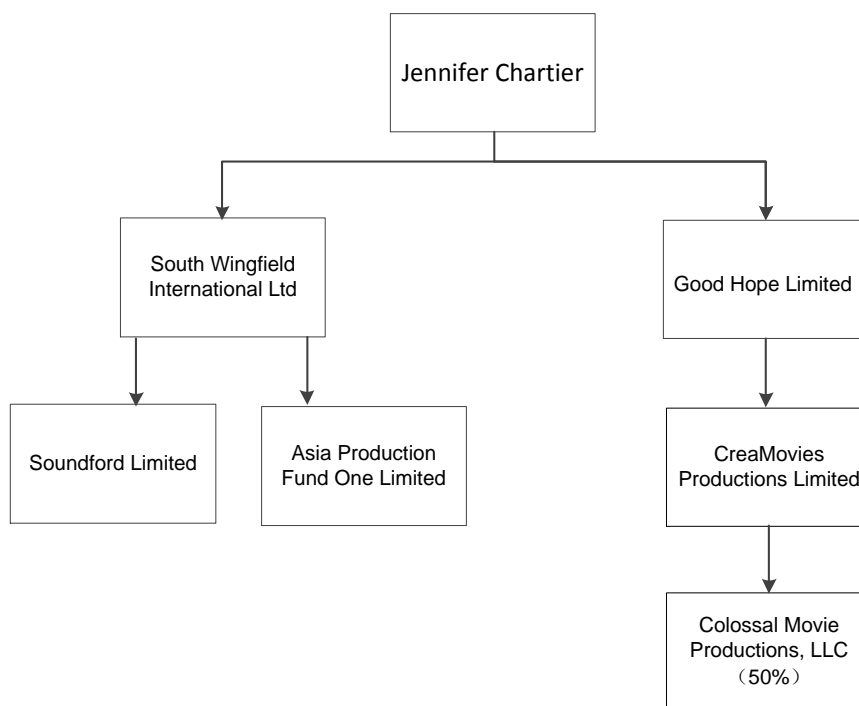 Jennifer Chartier
South Wingfield
International Ltd
Good Hope Limited
Soundford Limited
Asia Production
Fund One Limited
CreaMovies
Productions Limited
Colossal Movie
Productions, LLC
（50%）